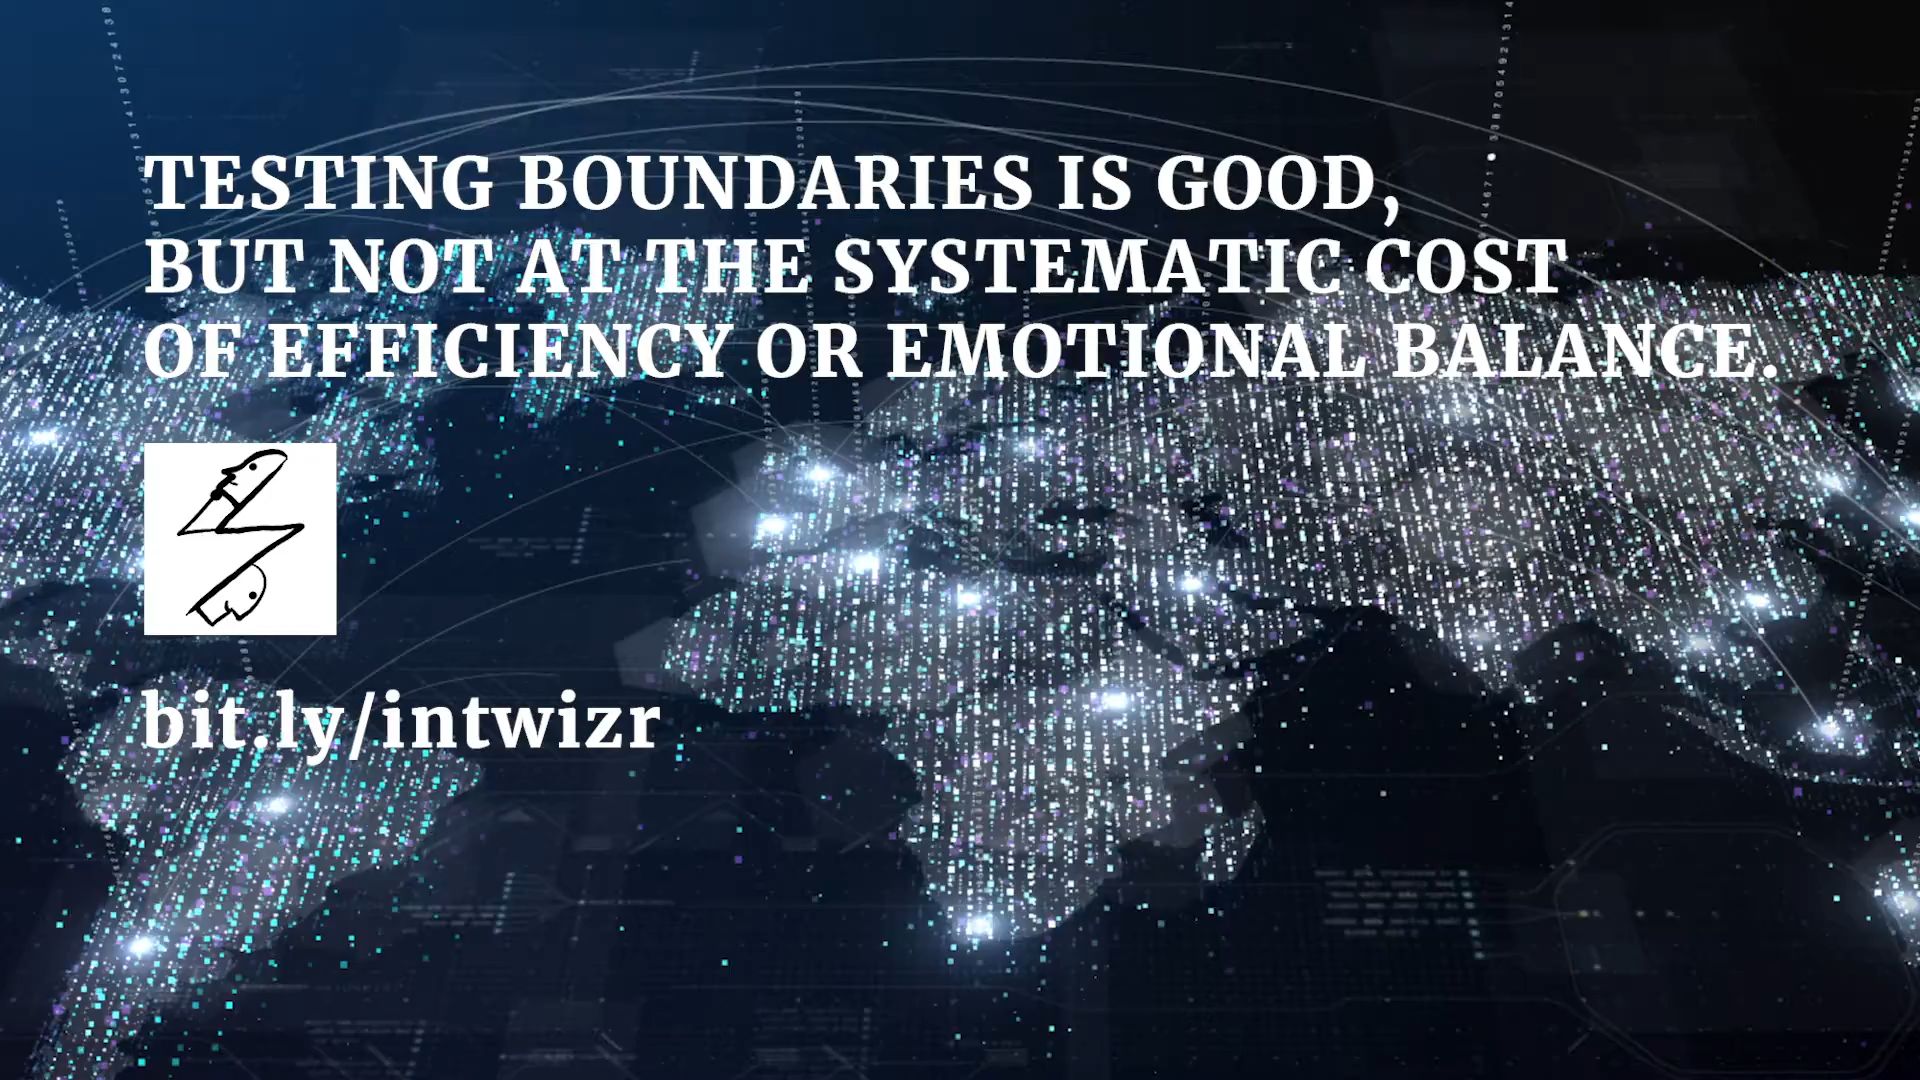 TESTING BOUNDARIES IS GOOD,
BUT NOT AT THE SYSTEMATIC COST
OF EFFICIENCY OR EMOTIONAL BALANCE.
bit.ly/intwizr